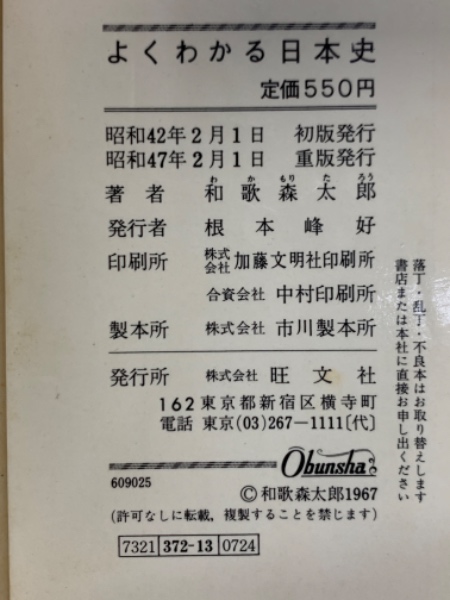 よくわかる日本史
定価550円
昭和42年2月1日 初版発行
昭和47年2月1日 重版発行
わ か もり た ろう
著者 和歌森太郎
発行者 根本峰好
印刷所 株式会社 加藤文明社印刷所
合資会社 中村印刷所
製本所 株式会社 市川製本所
発行所 株式会社 旺文社
162 東京都新宿区横寺町
電話 東京(03)267-1111〔代〕
Obunsha
609025
©和歌森太郎1967
(許可なしに転載,複製することを禁じます)
7321 372-13 0724
落丁・乱丁・不良本はお取り替えします
書店または本社に直接お申し出ください